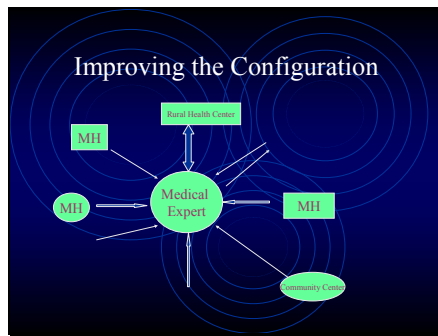 Improving the Configuration
Rural Health Center
MH
Medical
Expert
MH
MH
Community Center